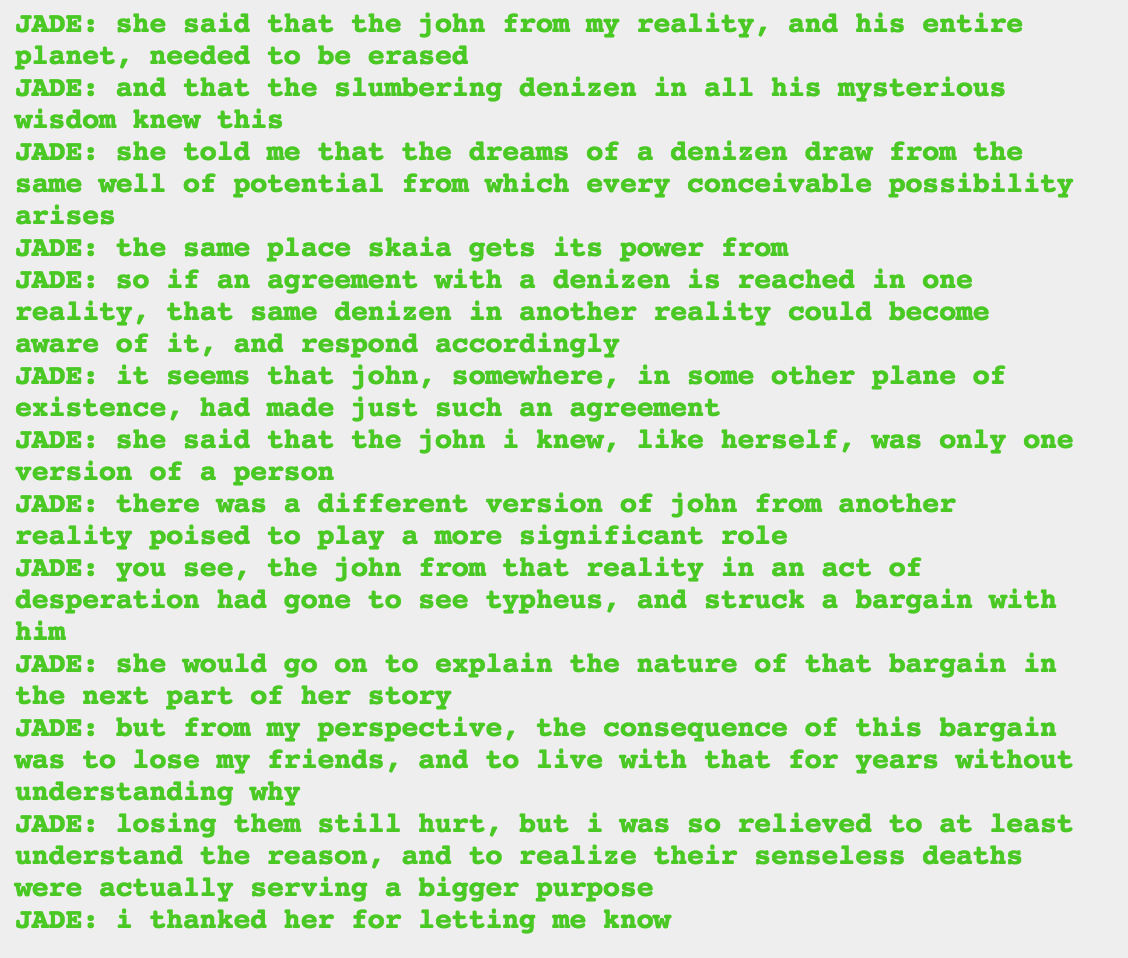 JADE: she said that the john from my reality, and his entire
planet, needed to be erased
JADE: and that the slumbering denizen in all his mysterious
wisdom knew this
JADE: she told me that the dreams of a denizen draw from the
same well of potential from which every conceivable possibility
arises
JADE: the same place skaia gets its power from
JADE: so if an agreement with a denizen is reached in one
reality, that same denizen in another reality could become
aware of it, and respond accordingly
JADE: it seems that john, somewhere, in some other plane of
existence, had made just such an agreement
JADE: she said that the john i knew, like herself, was only one
version of a person
JADE: there was a different version of john from another
reality poised to play a more significant role
JADE: you see, the john from that reality in an act of
desperation had gone to see typheus, and struck a bargain with
him
JADE: she would go on to explain the nature of that bargain in
the next part of her story
JADE: but from my perspective, the consequence of this bargain
was to lose my friends, and to live with that for years without
understanding why
JADE: losing them still hurt, but i was so relieved to at least
understand the reason, and to realize their senseless deaths
were actually serving a bigger purpose
JADE: i thanked her for letting me know